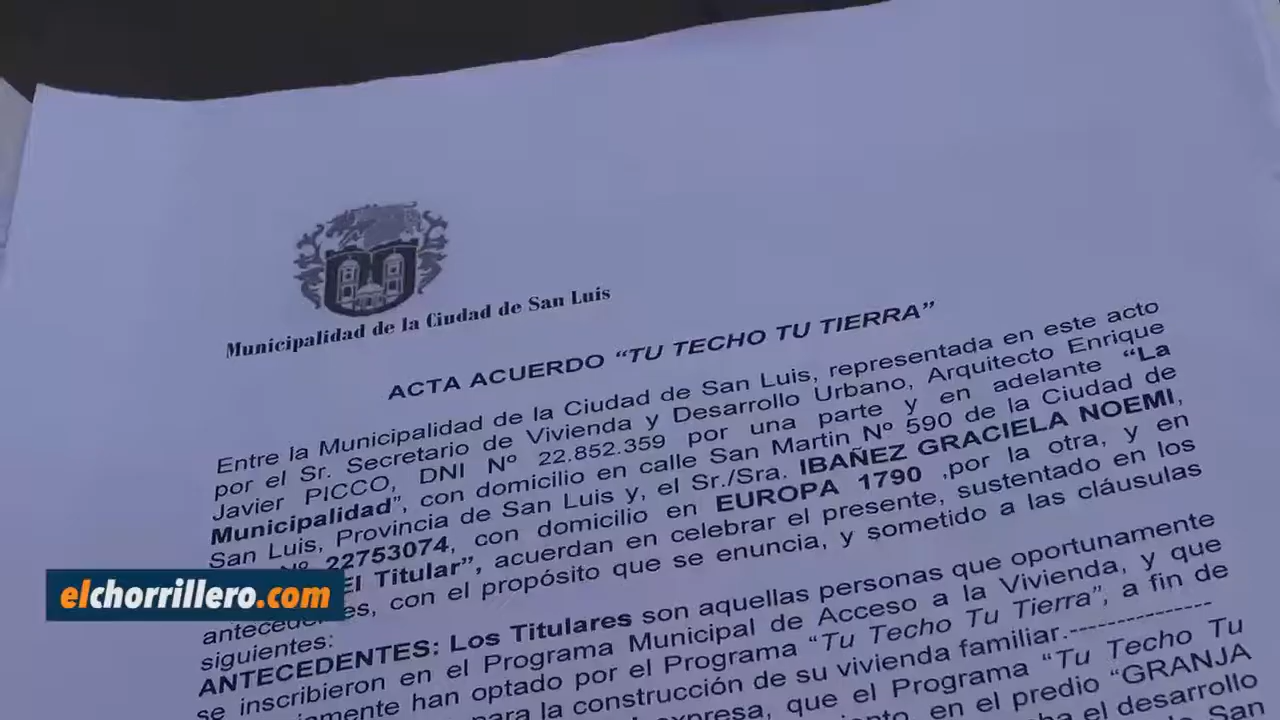 Municipalidad de la Ciudad de San Luis
ACTA ACUERDO “TU TECHO TU TIERRA”
Entre la Municipalidad de la Ciudad de San Luis, representada en este acto
por el Sr. Secretario de Vivienda y Desarrollo Urbano, Arquitecto Enrique
Javier PICCO, DNI Nº 22.852.359 por una parte y en adelante “La
Municipalidad”, con domicilio en calle San Martin Nº 590 de la Ciudad de
San Luis, Provincia de San Luis y, el Sr./Sra. IBAÑEZ GRACIELA NOEMI,
Nº 22753074, con domicilio en EUROPA 1790 ,por la otra, y en
El Titular”, acuerdan en celebrar el presente, sustentado en los
antecedentes, con el propósito que se enuncia, y sometido a las cláusulas
siguientes:
ANTECEDENTES: Los Titulares son aquellas personas que oportunamente
se inscribieron en el Programa Municipal de Acceso a la Vivienda, y que
han optado por el Programa “Tu Techo Tu Tierra”, a fin de
para la construcción de su vivienda familiar.---------------
expresa, que el Programa “Tu Techo Tu
en el predio “GRANJA
el desarrollo
San
elchorrillero.com